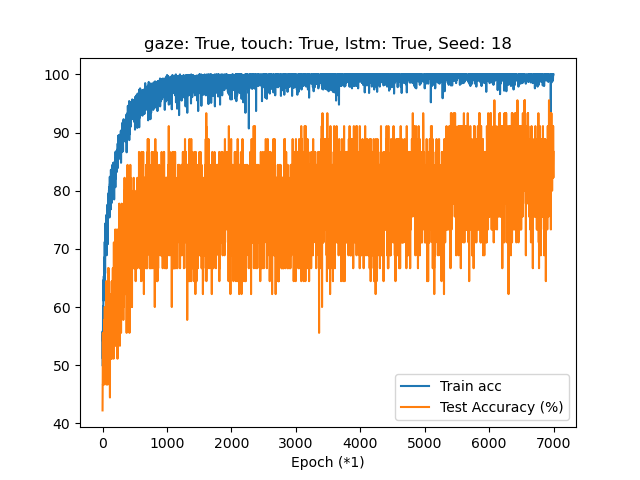 gaze: True, touch: True, lstm: True, Seed: 18
100
90
80
70
60
50
40
Train acc
Test Accuracy (%)
0 1000 2000 3000 4000 5000 6000 7000
Epoch (*1)